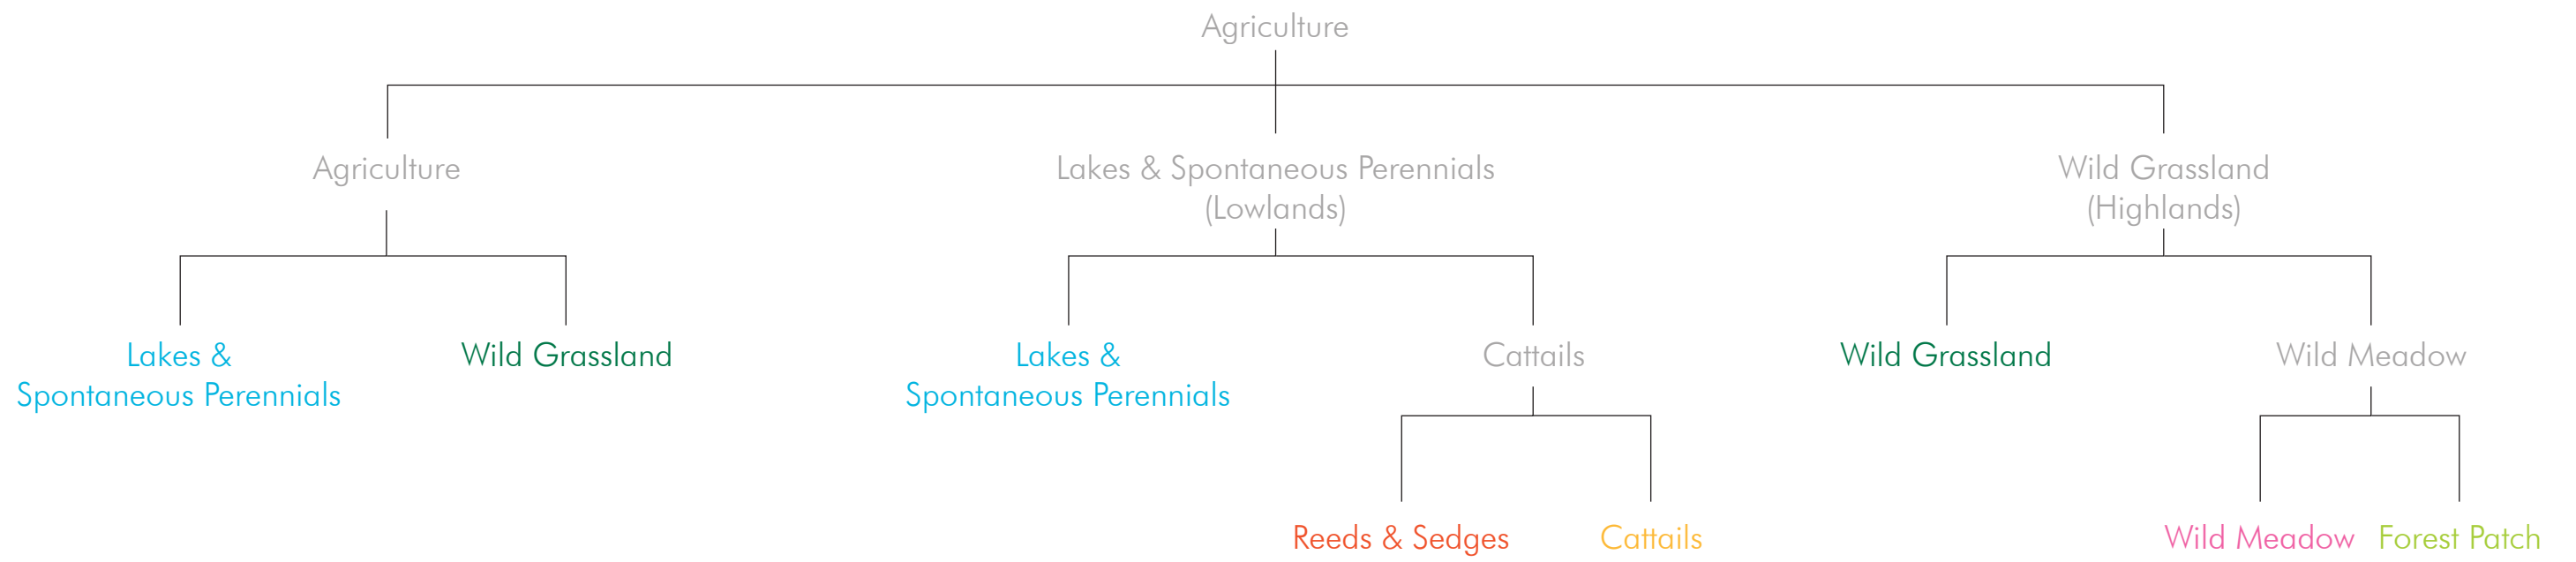 Agriculture
Agriculture
Lakes & Spontaneous Perennials
(Lowlands)
Wild Grassland
(Highlands)
Lakes &
Spontaneous Perennials
Wild Grassland
Lakes &
Spontaneous Perennials
Cattails
Wild Grassland
Wild Meadow
Reeds & Sedges
Cattails
Wild Meadow
Forest Patch